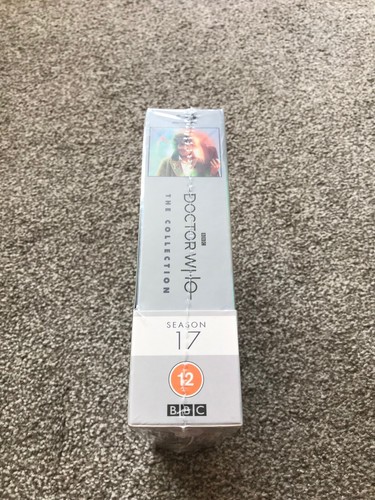 BBC
DOCTOR WHO
THE COLLECTION
SEASON
17
12
BBC